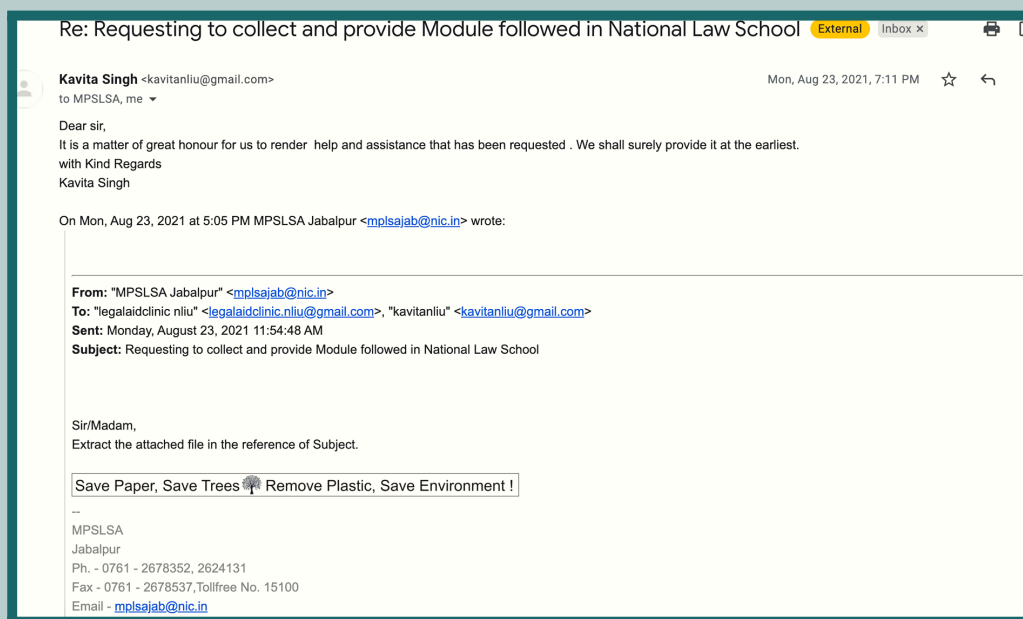 Re: Requesting to collect and provide Module followed in National Law School External Inbox ×
Kavita Singh <kavitanliu@gmail.com> Mon, Aug 23, 2021, 7:11 PM
to MPSLSA, me
Dear sir,
It is a matter of great honour for us to render help and assistance that has been requested . We shall surely provide it at the earliest.
with Kind Regards
Kavita Singh
On Mon, Aug 23, 2021 at 5:05 PM MPSLSA Jabalpur <mplsajab@nic.in> wrote:
From: "MPSLSA Jabalpur" <mplsajab@nic.in>
To: "legalaidclinic nliu" <legalaidclinic.nliu@gmail.com>, "kavitanliu" <kavitanliu@gmail.com>
Sent: Monday, August 23, 2021 11:54:48 AM
Subject: Requesting to collect and provide Module followed in National Law School
Sir/Madam,
Extract the attached file in the reference of Subject.
Save Paper, Save Trees Remove Plastic, Save Environment !
--
MPSLSA
Jabalpur
Ph. - 0761 - 2678352, 2624131
Fax - 0761 - 2678537,Tollfree No. 15100
Email - mplsajab@nic.in